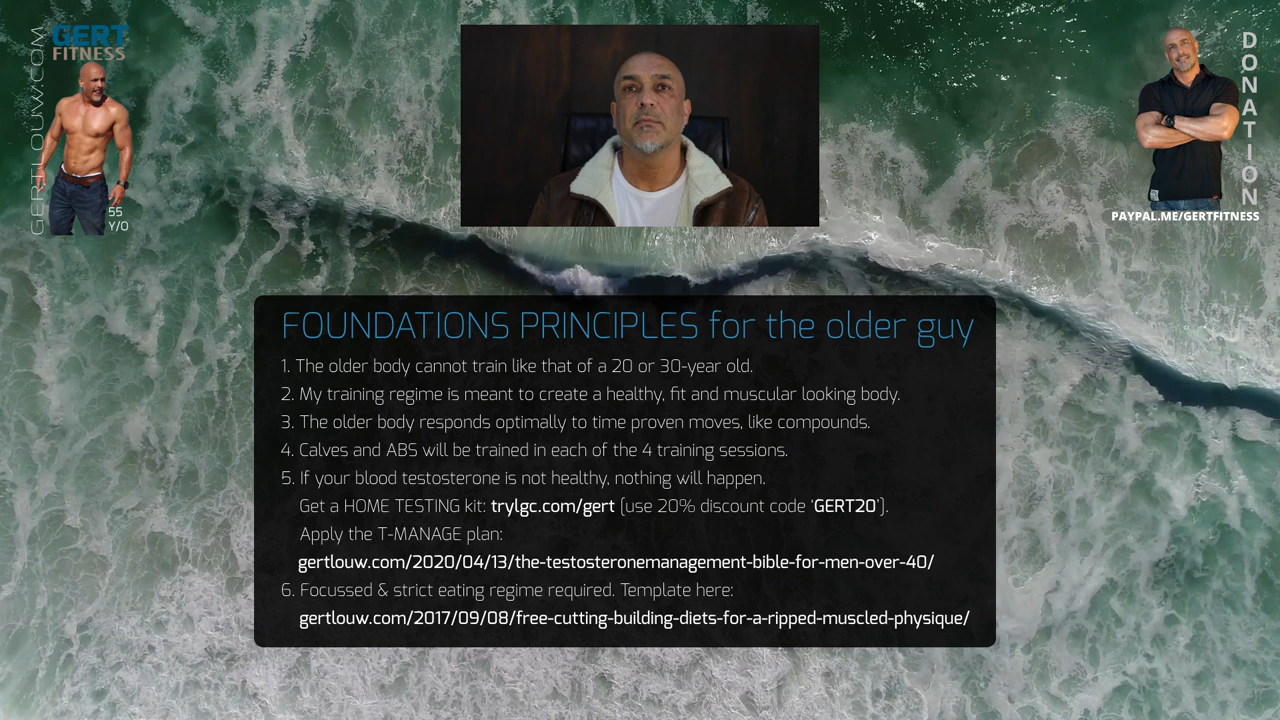 GERTLOUW.COM
GERT
FITNESS
55
Y/O
DONATION
PAYPAL.ME/GERTFITNESS
FOUNDATIONS PRINCIPLES for the older guy
1. The older body cannot train like that of a 20 or 30-year old.
2. My training regime is meant to create a healthy, fit and muscular looking body.
3. The older body responds optimally to time proven moves, like compounds.
4. Calves and ABS will be trained in each of the 4 training sessions.
5. If your blood testosterone is not healthy, nothing will happen.
Get a HOME TESTING kit: trylgc.com/gert (use 20% discount code 'GERT20').
Apply the T-MANAGE plan:
gertlouw.com/2020/04/13/the-testosteronemanagement-bible-for-men-over-40/
6. Focussed & strict eating regime required. Template here:
gertlouw.com/2017/09/08/free-cutting-building-diets-for-a-ripped-muscled-physique/